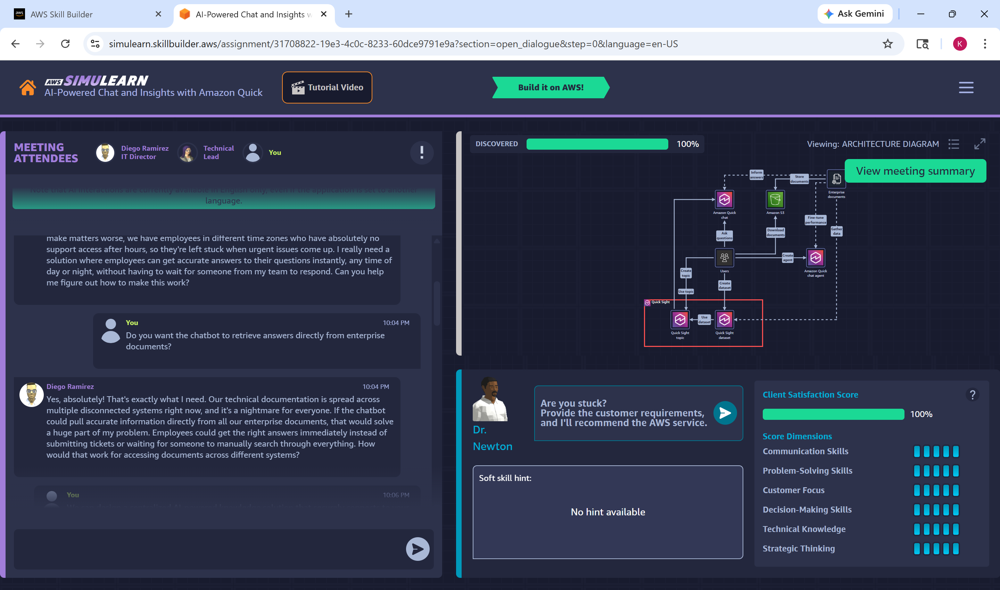 aws
AWS Skill Builder
AI-Powered Chat and Insights w
Ask Gemini
simulearn.skillbuilder.aws/assignment/31708822-19e3-4c0c-8233-60dce9791e9a?section=open_dialogue&step=0&language=en-US
K
AWS SIMULEARN
AI-Powered Chat and Insights with Amazon Quick
Tutorial Video
Build it on AWS!
MEETING
ATTENDEES
Diego Ramirez
IT Director
Technical
Lead
You
!
Note that AI interactions are currently available in English only, even if the application is set to another
language.
make matters worse, we have employees in different time zones who have absolutely no
support access after hours, so they're left stuck when urgent issues come up. I really need a
solution where employees can get accurate answers to their questions instantly, any time of
day or night, without having to wait for someone from my team to respond. Can you help
me figure out how to make this work?
You
10:04 PM
Do you want the chatbot to retrieve answers directly from enterprise
documents?
Diego Ramirez
10:04 PM
Yes, absolutely! That's exactly what I need. Our technical documentation is spread across
multiple disconnected systems right now, and it's a nightmare for everyone. If the chatbot
could pull accurate information directly from all our enterprise documents, that would solve
a huge part of my problem. Employees could get the right answers immediately instead of
submitting tickets or waiting for someone to manually search through everything. How
would that work for accessing documents across different systems?
You
10:06 PM
DISCOVERED
100%
Viewing: ARCHITECTURE DIAGRAM
View meeting summary
Inform
answers
Store
documents
Enterprise
documents
Amazon Quick
chat
Amazon S3
Fine-tune
performance
Gather
data
Ask
questions
Download
documents
Users
Create
agent
Amazon Quick
chat agent
Create
topic
Create
dataset
Use topic
Quick Sight
Use
dataset
Quick Sight
topic
Quick Sight
dataset
Dr.
Newton
Are you stuck?
Provide the customer requirements,
and I'll recommend the AWS service.
Soft skill hint:
No hint available
Client Satisfaction Score
?
100%
Score Dimensions
Communication Skills
Problem-Solving Skills
Customer Focus
Decision-Making Skills
Technical Knowledge
Strategic Thinking